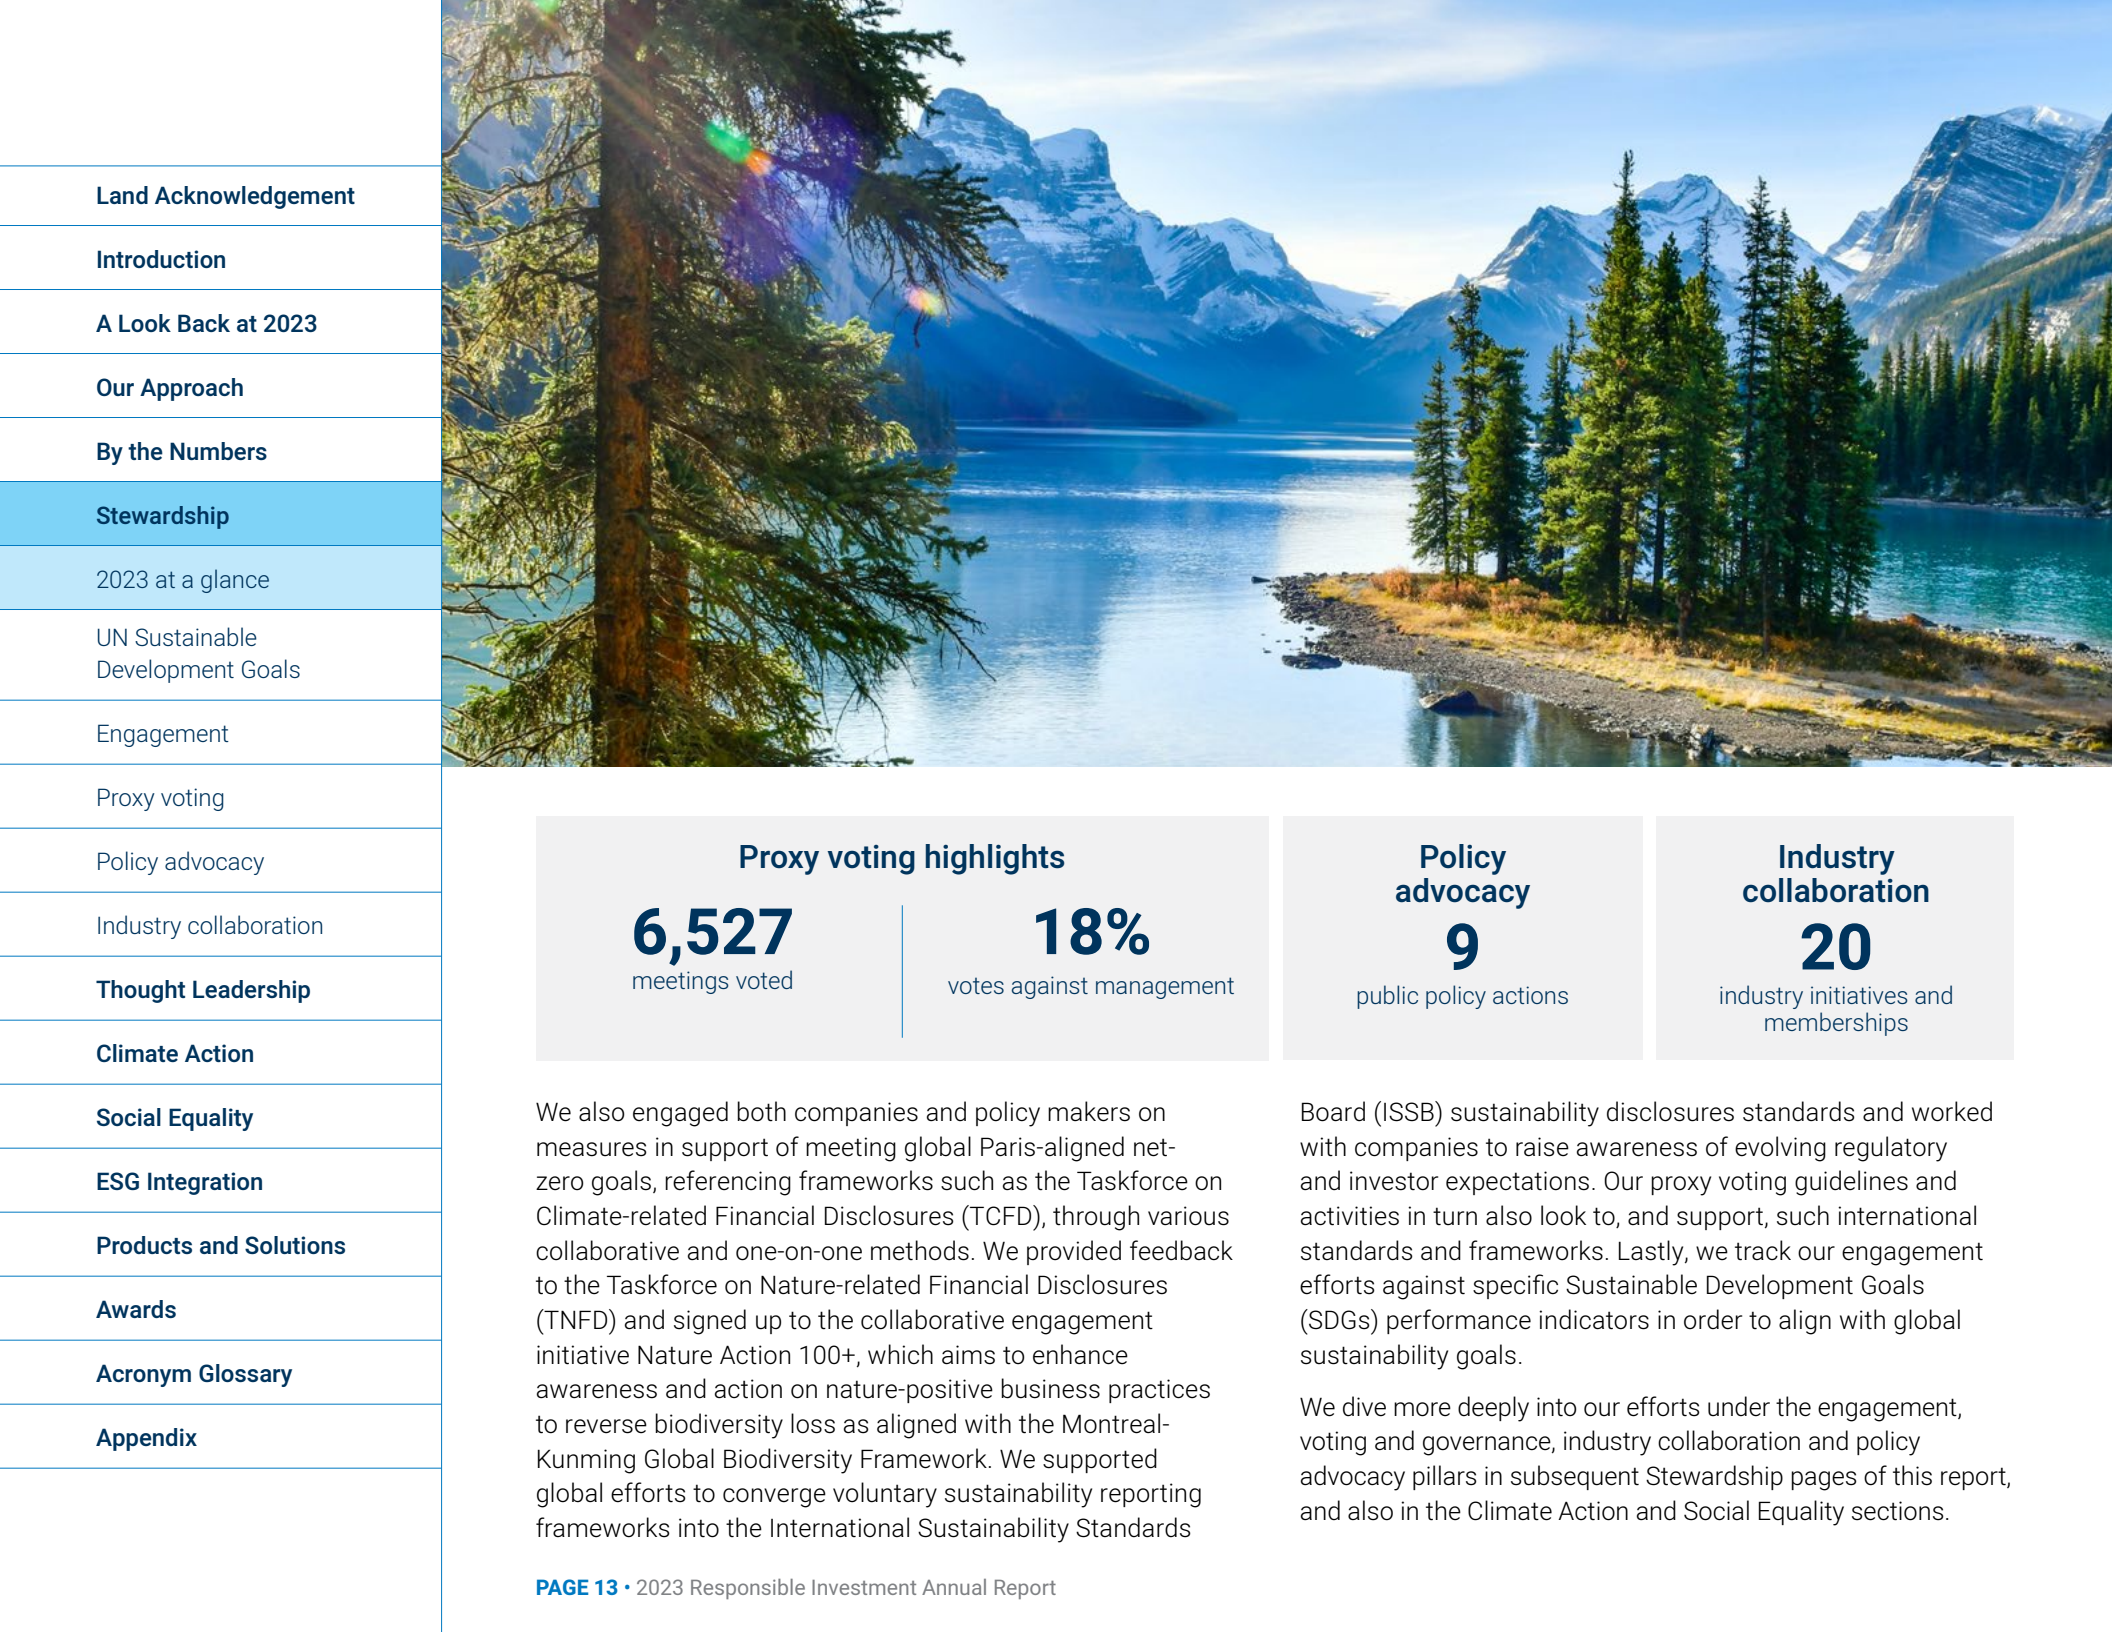 Land Acknowledgement
Introduction
A Look Back at 2023
Our Approach
By the Numbers
Stewardship
2023 at a glance
UN Sustainable
Development Goals
Engagement
Proxy voting
Policy advocacy
Industry collaboration
Thought Leadership
Climate Action
Social Equality
ESG Integration
Products and Solutions
Awards
Acronym Glossary
Appendix
Proxy voting highlights
6,527
meetings voted
18%
votes against management
Policy
advocacy
9
public policy actions
Industry
collaboration
20
industry initiatives and
memberships
We also engaged both companies and policy makers on
measures in support of meeting global Paris-aligned net-
zero goals, referencing frameworks such as the Taskforce on
Climate-related Financial Disclosures (TCFD), through various
collaborative and one-on-one methods. We provided feedback
to the Taskforce on Nature-related Financial Disclosures
(TNFD) and signed up to the collaborative engagement
initiative Nature Action 100+, which aims to enhance
awareness and action on nature-positive business practices
to reverse biodiversity loss as aligned with the Montreal-
Kunming Global Biodiversity Framework. We supported
global efforts to converge voluntary sustainability reporting
frameworks into the International Sustainability Standards
Board (ISSB) sustainability disclosures standards and worked
with companies to raise awareness of evolving regulatory
and investor expectations. Our proxy voting guidelines and
activities in turn also look to, and support, such international
standards and frameworks. Lastly, we track our engagement
efforts against specific Sustainable Development Goals
(SDGs) performance indicators in order to align with global
sustainability goals.
We dive more deeply into our efforts under the engagement,
voting and governance, industry collaboration and policy
advocacy pillars in subsequent Stewardship pages of this report,
and also in the Climate Action and Social Equality sections.
PAGE 13 • 2023 Responsible Investment Annual Report